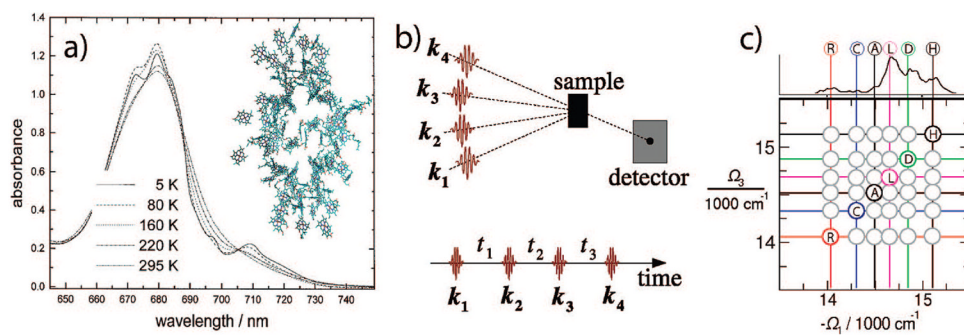 a)
absorbance
1.4
1.2
1.0
0.8
0.6
0.4
0.2
0.0
5 K
80 K
160 K
220 K
295 K
650 660 670 680 690 700 710 720 730 740
wavelength / nm
b)
k4
k3
k2
k1
sample
detector
t1 t2 t3
time
k1 k2 k3 k4
c)
R C A L D H
H
D
L
A
C
R
15
Ω3
1000 cm-1
14
14 15
-Ω1 / 1000 cm-1